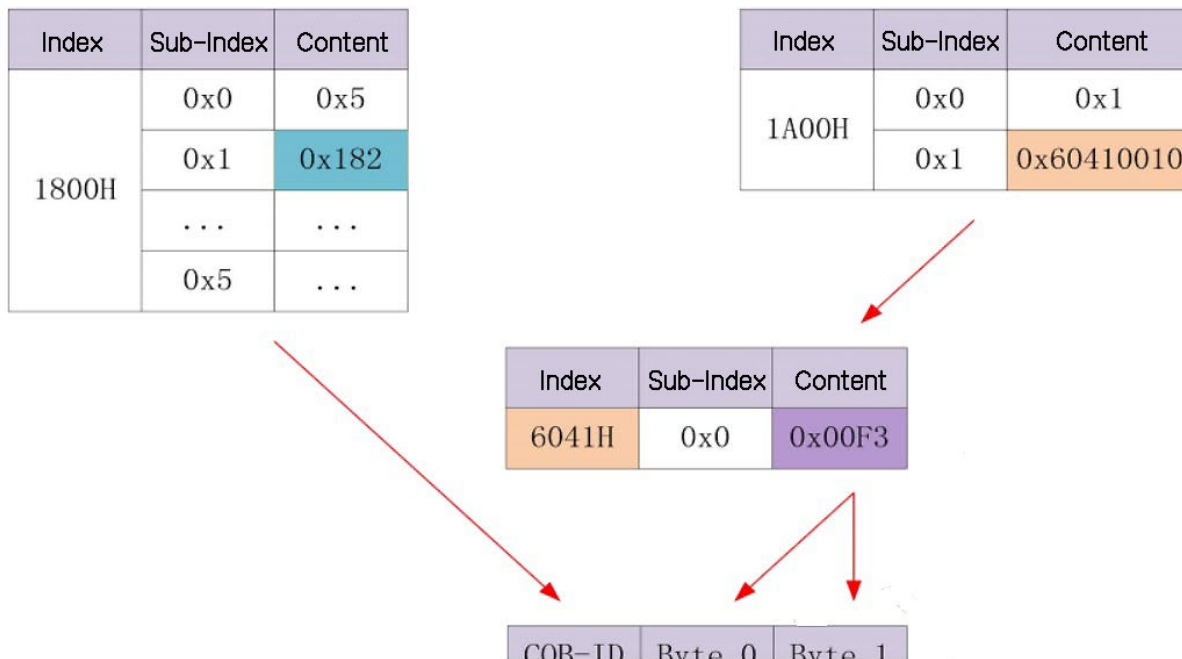 Index Sub-Index Content
1800H
0x0 0x5
0x1 0x182
... ...
0x5 ...
Index Sub-Index Content
1A00H
0x0 0x1
0x1 0x60410010
Index Sub-Index Content
6041H 0x0 0x00F3
COB-ID Byte 0 Byte 1